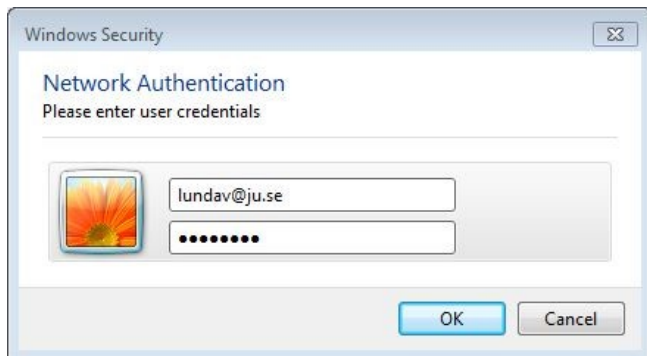 Windows Security
Network Authentication
Please enter user credentials
lundav@ju.se
••••••••
OK
Cancel